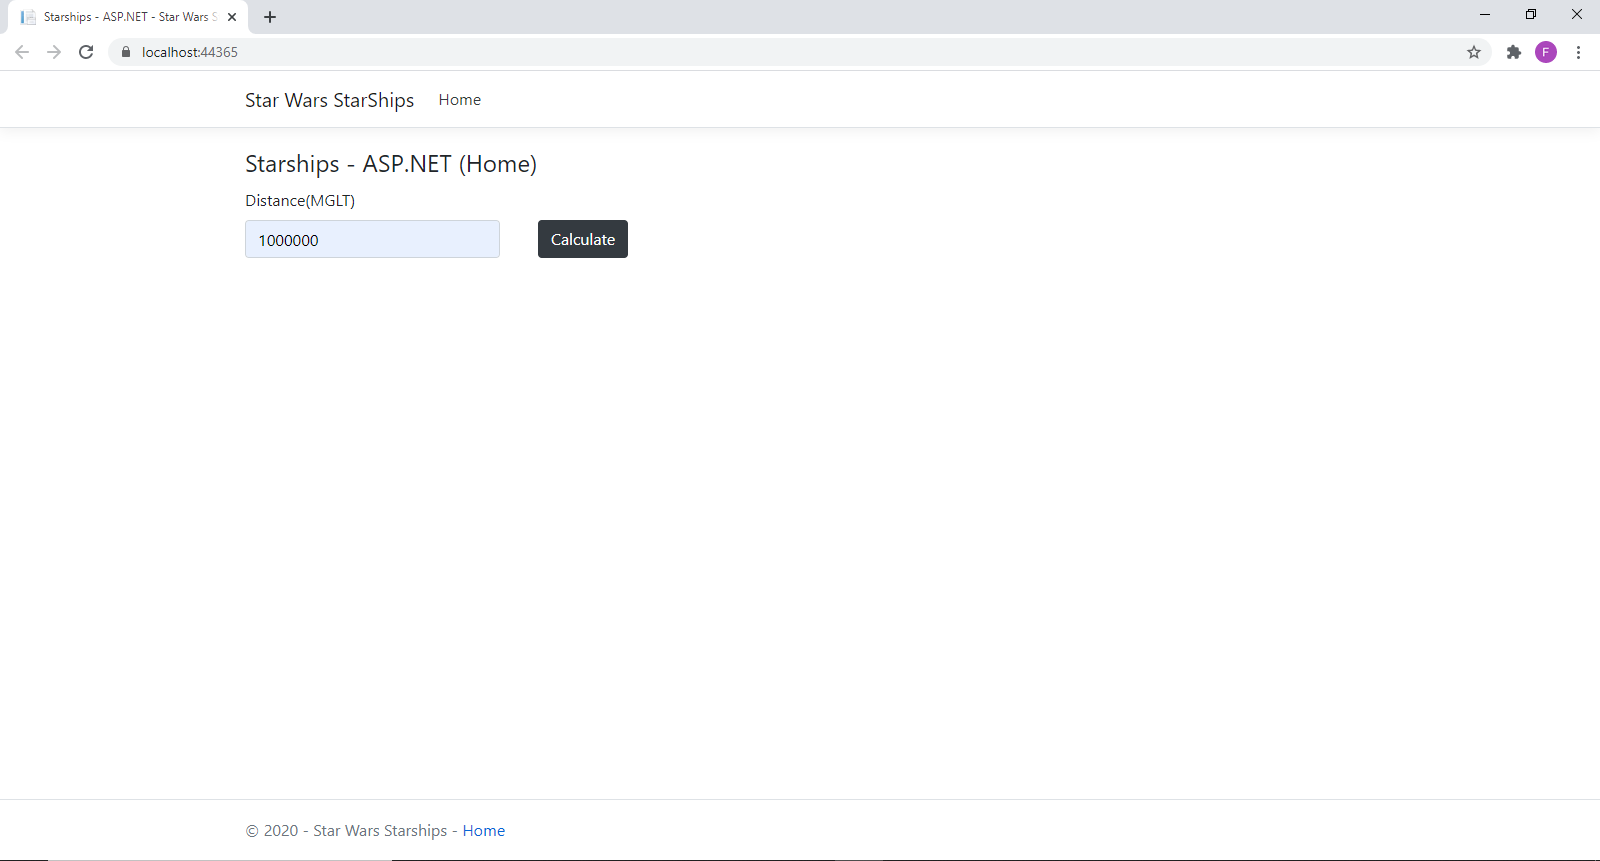 Starships - ASP.NET - Star Wars S
localhost:44365
F
Star Wars StarShips Home
Starships - ASP.NET (Home)
Distance(MGLT)
1000000 Calculate
© 2020 - Star Wars Starships - Home